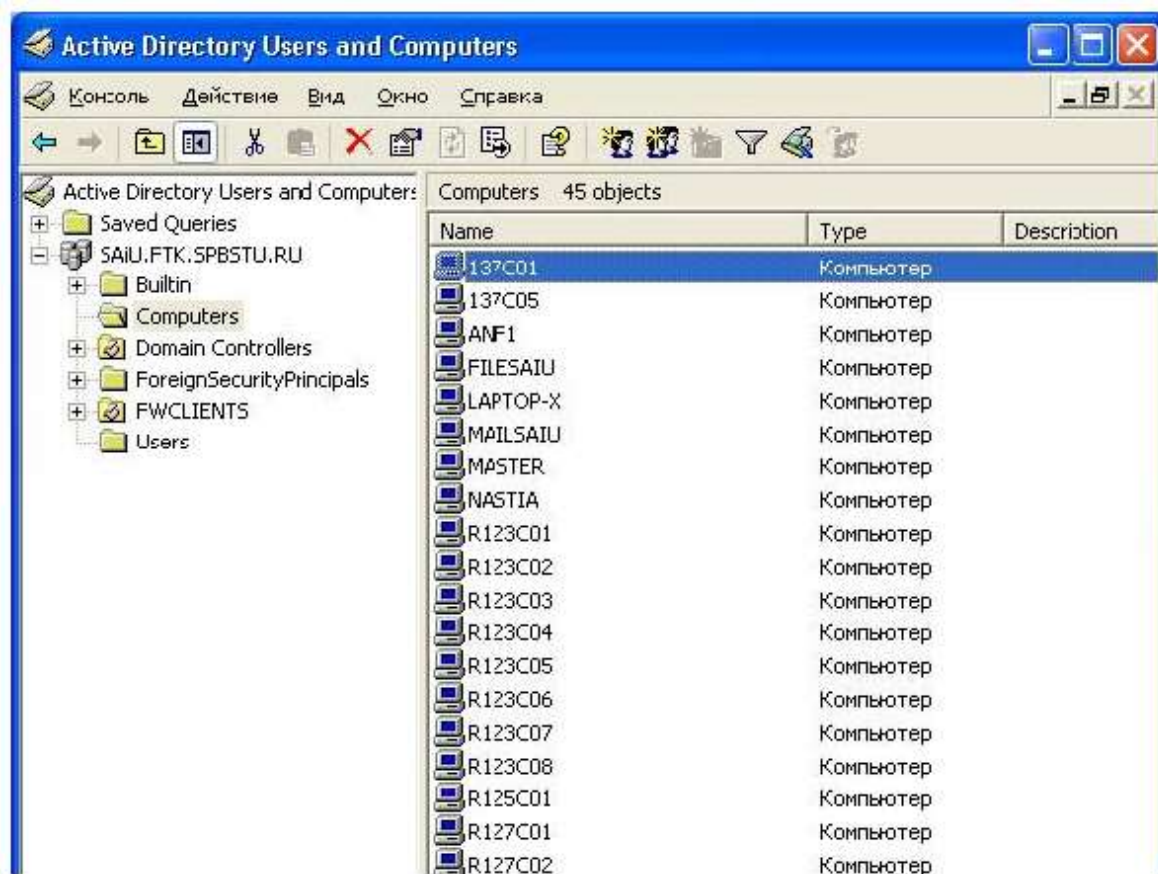 Active Directory Users and Computers
Консоль Действие Вид Окно Справка
Active Directory Users and Computers
Saved Queries
SAiU.FTK.SPBSTU.RU
Builtin
Computers
Domain Controllers
ForeignSecurityPrincipals
FWCLIENTS
Users
Computers 45 objects
Name Type Description
137C01 Компьютер
137C05 Компьютер
ANF1 Компьютер
FILESAIU Компьютер
LAPTOP-X Компьютер
MAILSAIU Компьютер
MASTER Компьютер
NASTIA Компьютер
R123C01 Компьютер
R123C02 Компьютер
R123C03 Компьютер
R123C04 Компьютер
R123C05 Компьютер
R123C06 Компьютер
R123C07 Компьютер
R123C08 Компьютер
R125C01 Компьютер
R127C01 Компьютер
R127C02 Компьютер